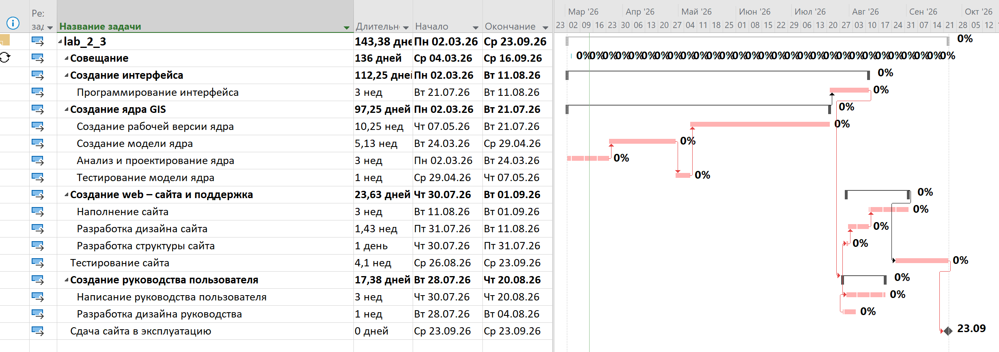 Реж
зад
Название задачи
Длительн
Начало
Окончание
Мар '26 Апр '26 Май '26 Июн '26 Июл '26 Авг '26 Сен '26 Окт '26
23 02 09 16 23 30 06 13 20 27 04 11 18 25 01 08 15 22 29 06 13 20 27 03 10 17 24 31 07 14 21 28 05 12
lab_2_3 143,38 дне Пн 02.03.26 Ср 23.09.26 0%
Совещание 136 дней Ср 04.03.26 Ср 16.09.26 0% 0% 0% 0% 0% 0% 0% 0% 0% 0% 0% 0% 0% 0% 0% 0% 0% 0% 0% 0% 0% 0% 0% 0% 0% 0% 0% 0% 0%
Создание интерфейса 112,25 дней Пн 02.03.26 Вт 11.08.26 0%
Программирование интерфейса 3 нед Вт 21.07.26 Вт 11.08.26 0%
Создание ядра GIS 97,25 дней Пн 02.03.26 Вт 21.07.26 0%
Создание рабочей версии ядра 10,25 нед Чт 07.05.26 Вт 21.07.26 0%
Создание модели ядра 5,13 нед Вт 24.03.26 Ср 29.04.26 0%
Анализ и проектирование ядра 3 нед Пн 02.03.26 Вт 24.03.26 0%
Тестирование модели ядра 1 нед Ср 29.04.26 Чт 07.05.26 0%
Создание web – сайта и поддержка 23,63 дней Чт 30.07.26 Вт 01.09.26 0%
Наполнение сайта 3 нед Вт 11.08.26 Вт 01.09.26 0%
Разработка дизайна сайта 1,43 нед Пт 31.07.26 Вт 11.08.26 0%
Разработка структуры сайта 1 день Чт 30.07.26 Пт 31.07.26 0%
Тестирование сайта 4,1 нед Ср 26.08.26 Ср 23.09.26 0%
Создание руководства пользователя 17,38 дней Вт 28.07.26 Чт 20.08.26 0%
Написание руководства пользователя 3 нед Чт 30.07.26 Чт 20.08.26 0%
Разработка дизайна руководства 1 нед Вт 28.07.26 Вт 04.08.26 0%
Сдача сайта в эксплуатацию 0 дней Ср 23.09.26 Ср 23.09.26 23.09